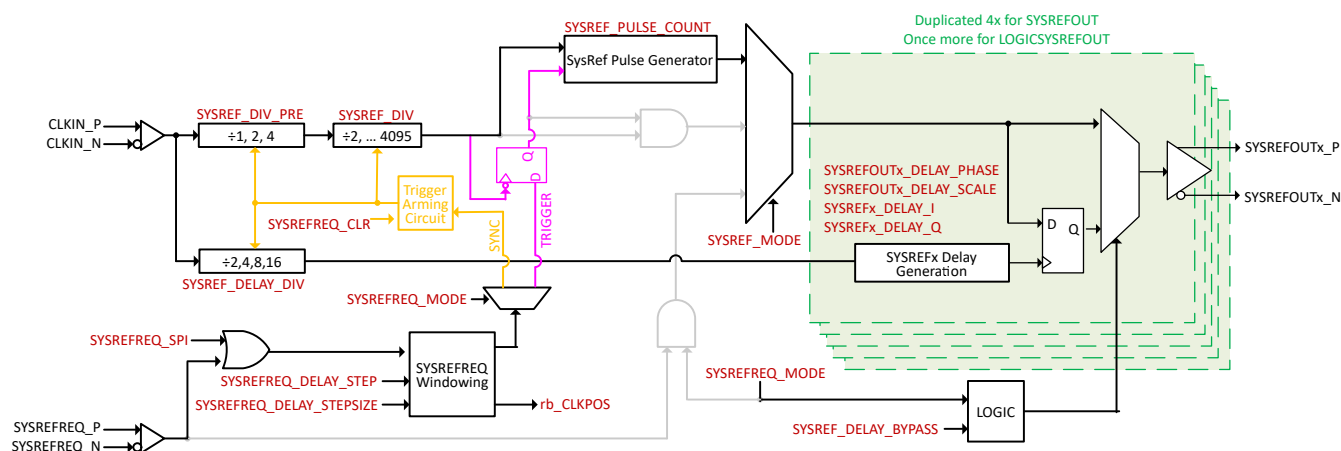 Duplicated 4x for SYSREFOUT
Once more for LOGICSYSREFOUT
SYSREF_PULSE_COUNT
SysRef Pulse Generator
CLKIN_P
CLKIN_N
SYSREF_DIV_PRE
÷1, 2, 4
SYSREF_DIV
÷2, ... 4095
Q
D
TRIGGER
Trigger
Arming
Circuit
SYSREFREQ_CLR
SYNC
÷2,4,8,16
SYSREF_DELAY_DIV
SYSREF_MODE
SYSREFOUTx_DELAY_PHASE
SYSREFOUTx_DELAY_SCALE
SYSREFx_DELAY_I
SYSREFx_DELAY_Q
SYSREFx Delay
Generation
D
Q
SYSREFOUTx_P
SYSREFOUTx_N
SYSREFREQ_MODE
SYSREFREQ_SPI
SYSREFREQ
Windowing
SYSREFREQ_DELAY_STEP
SYSREFREQ_DELAY_STEPSIZE
rb_CLKPOS
SYSREFREQ_P
SYSREFREQ_N
SYSREFREQ_MODE
LOGIC
SYSREF_DELAY_BYPASS